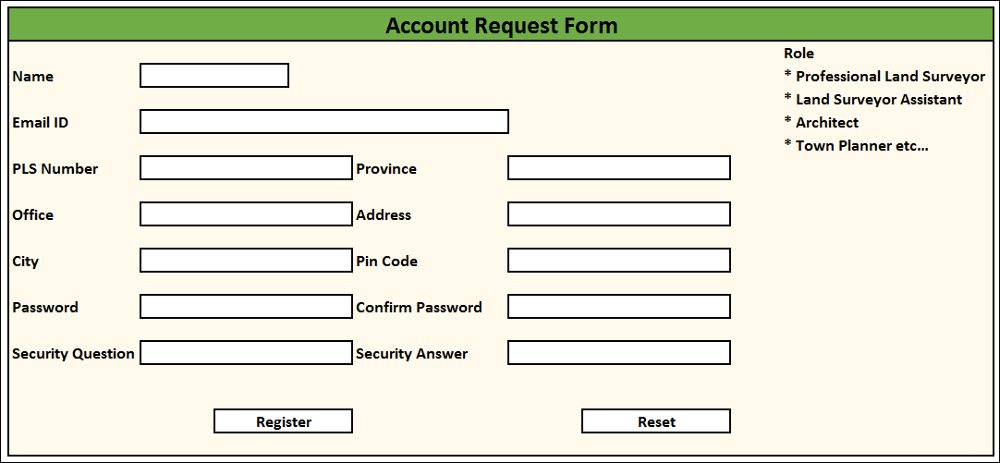 Account Request Form
Role
Name
* Professional Land Surveyor
* Land Surveyor Assistant
Email ID
* Architect
* Town Planner etc...
PLS Number Province
Office Address
City Pin Code
Password Confirm Password
Security Question Security Answer
Register Reset